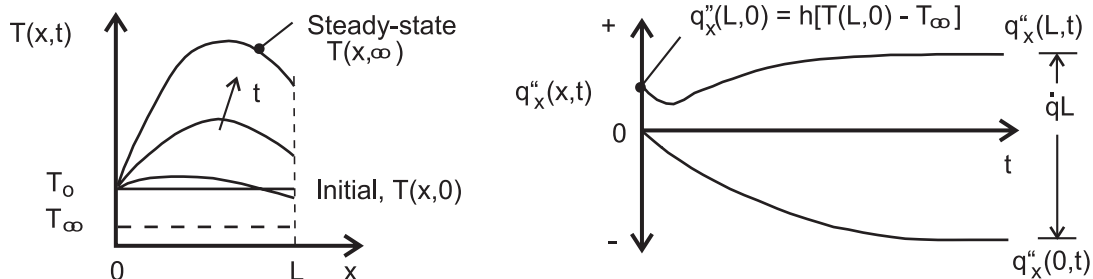 T(x,t)
Steady-state
T(x,∞)
t
T₀
Initial, T(x,0)
T∞
0
L
x
+
q"ₓ(L,0) = h[T(L,0) - T∞]
q"ₓ(L,t)
q"ₓ(x,t)
q̇L
0
t
-
q"ₓ(0,t)